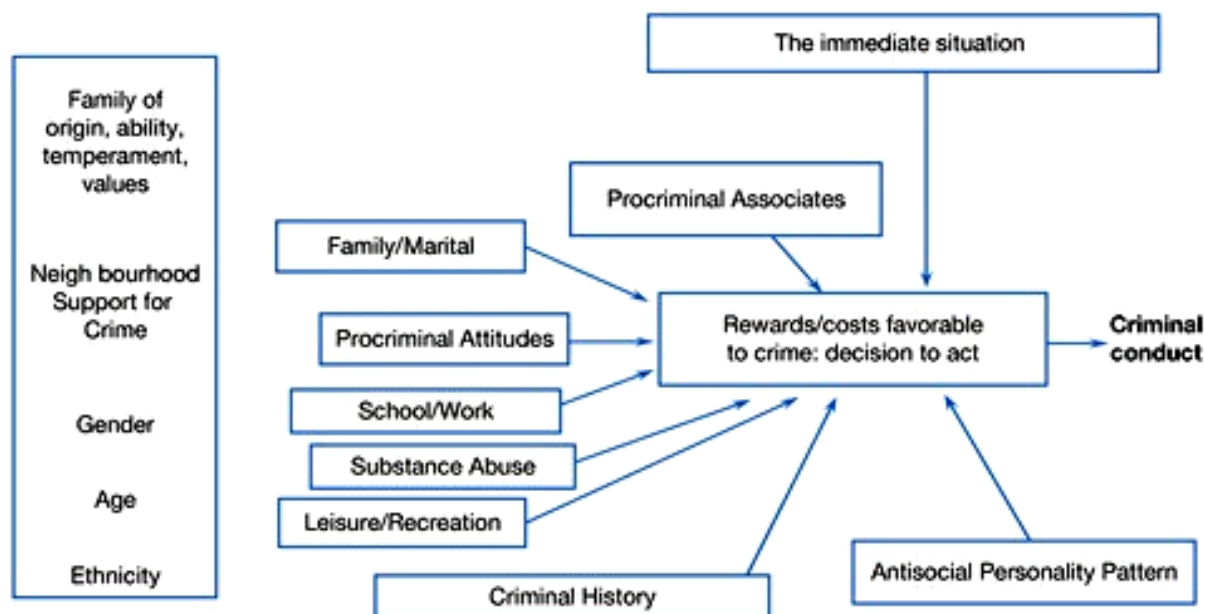 Family of
origin, ability,
temperament,
values
Neigh bourhood
Support for
Crime
Gender
Age
Ethnicity
The immediate situation
Procriminal Associates
Family/Marital
Procriminal Attitudes
School/Work
Substance Abuse
Leisure/Recreation
Criminal History
Antisocial Personality Pattern
Rewards/costs favorable
to crime: decision to act
Criminal
conduct